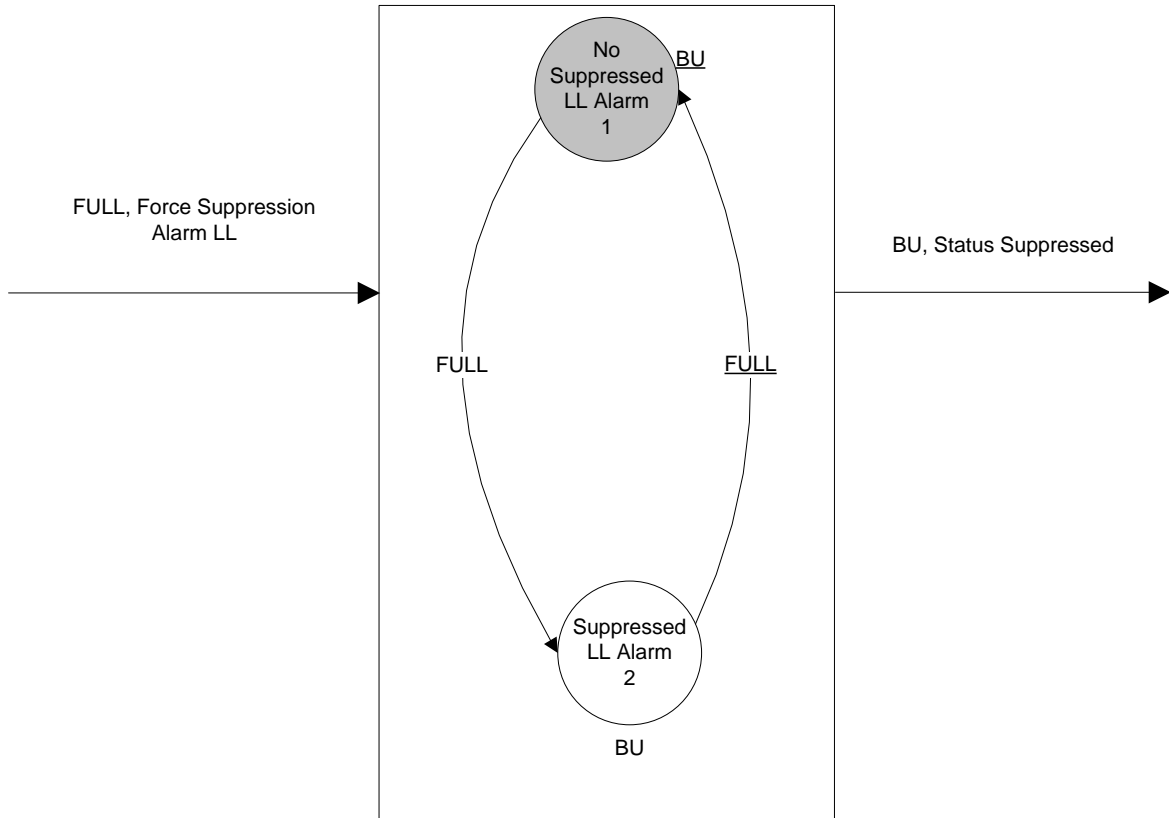 No
Suppressed
LL Alarm
1
BU
FULL, Force Suppression
Alarm LL
BU, Status Suppressed
FULL
FULL
Suppressed
LL Alarm
2
BU